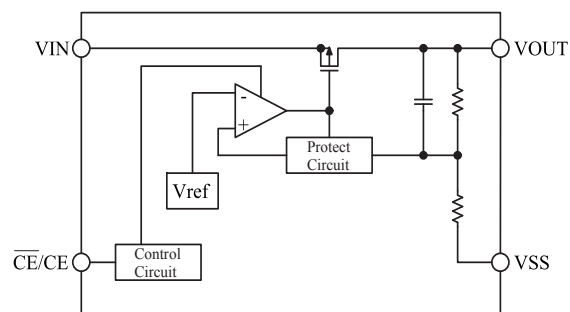 VIN
VOUT
-
+
Protect
Circuit
Vref
CE/CE
Control
Circuit
VSS